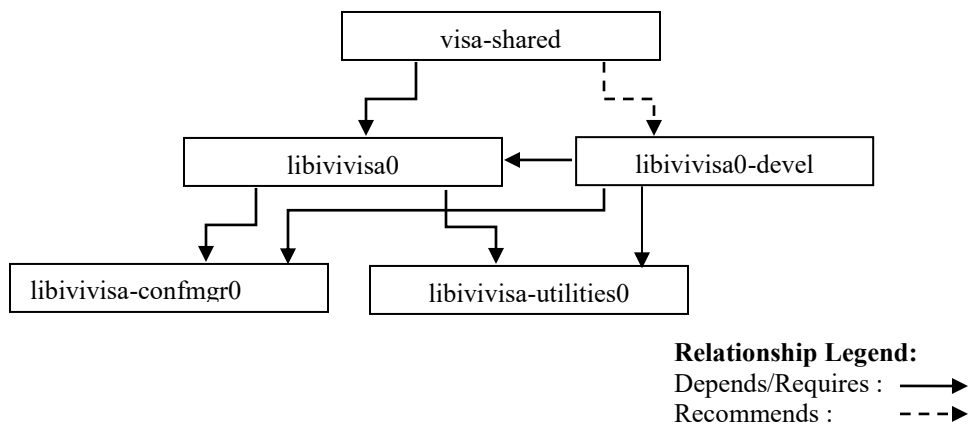 visa-shared
libivivisa0
libivivisa0-devel
libivivisa-confmgr0
libivivisa-utilities0
Relationship Legend:
Depends/Requires :
Recommends :